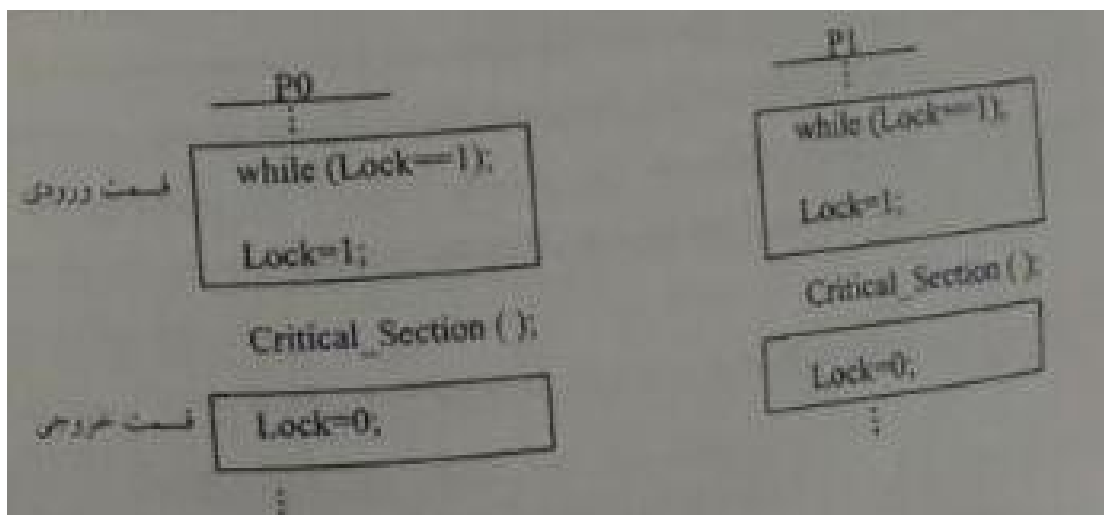 P0
قسمت ورودی
while (Lock==1);
Lock=1;
Critical_Section ( );
قسمت خروجی
Lock=0;
P1
while (Lock==1);
Lock=1;
Critical_Section ( );
Lock=0;